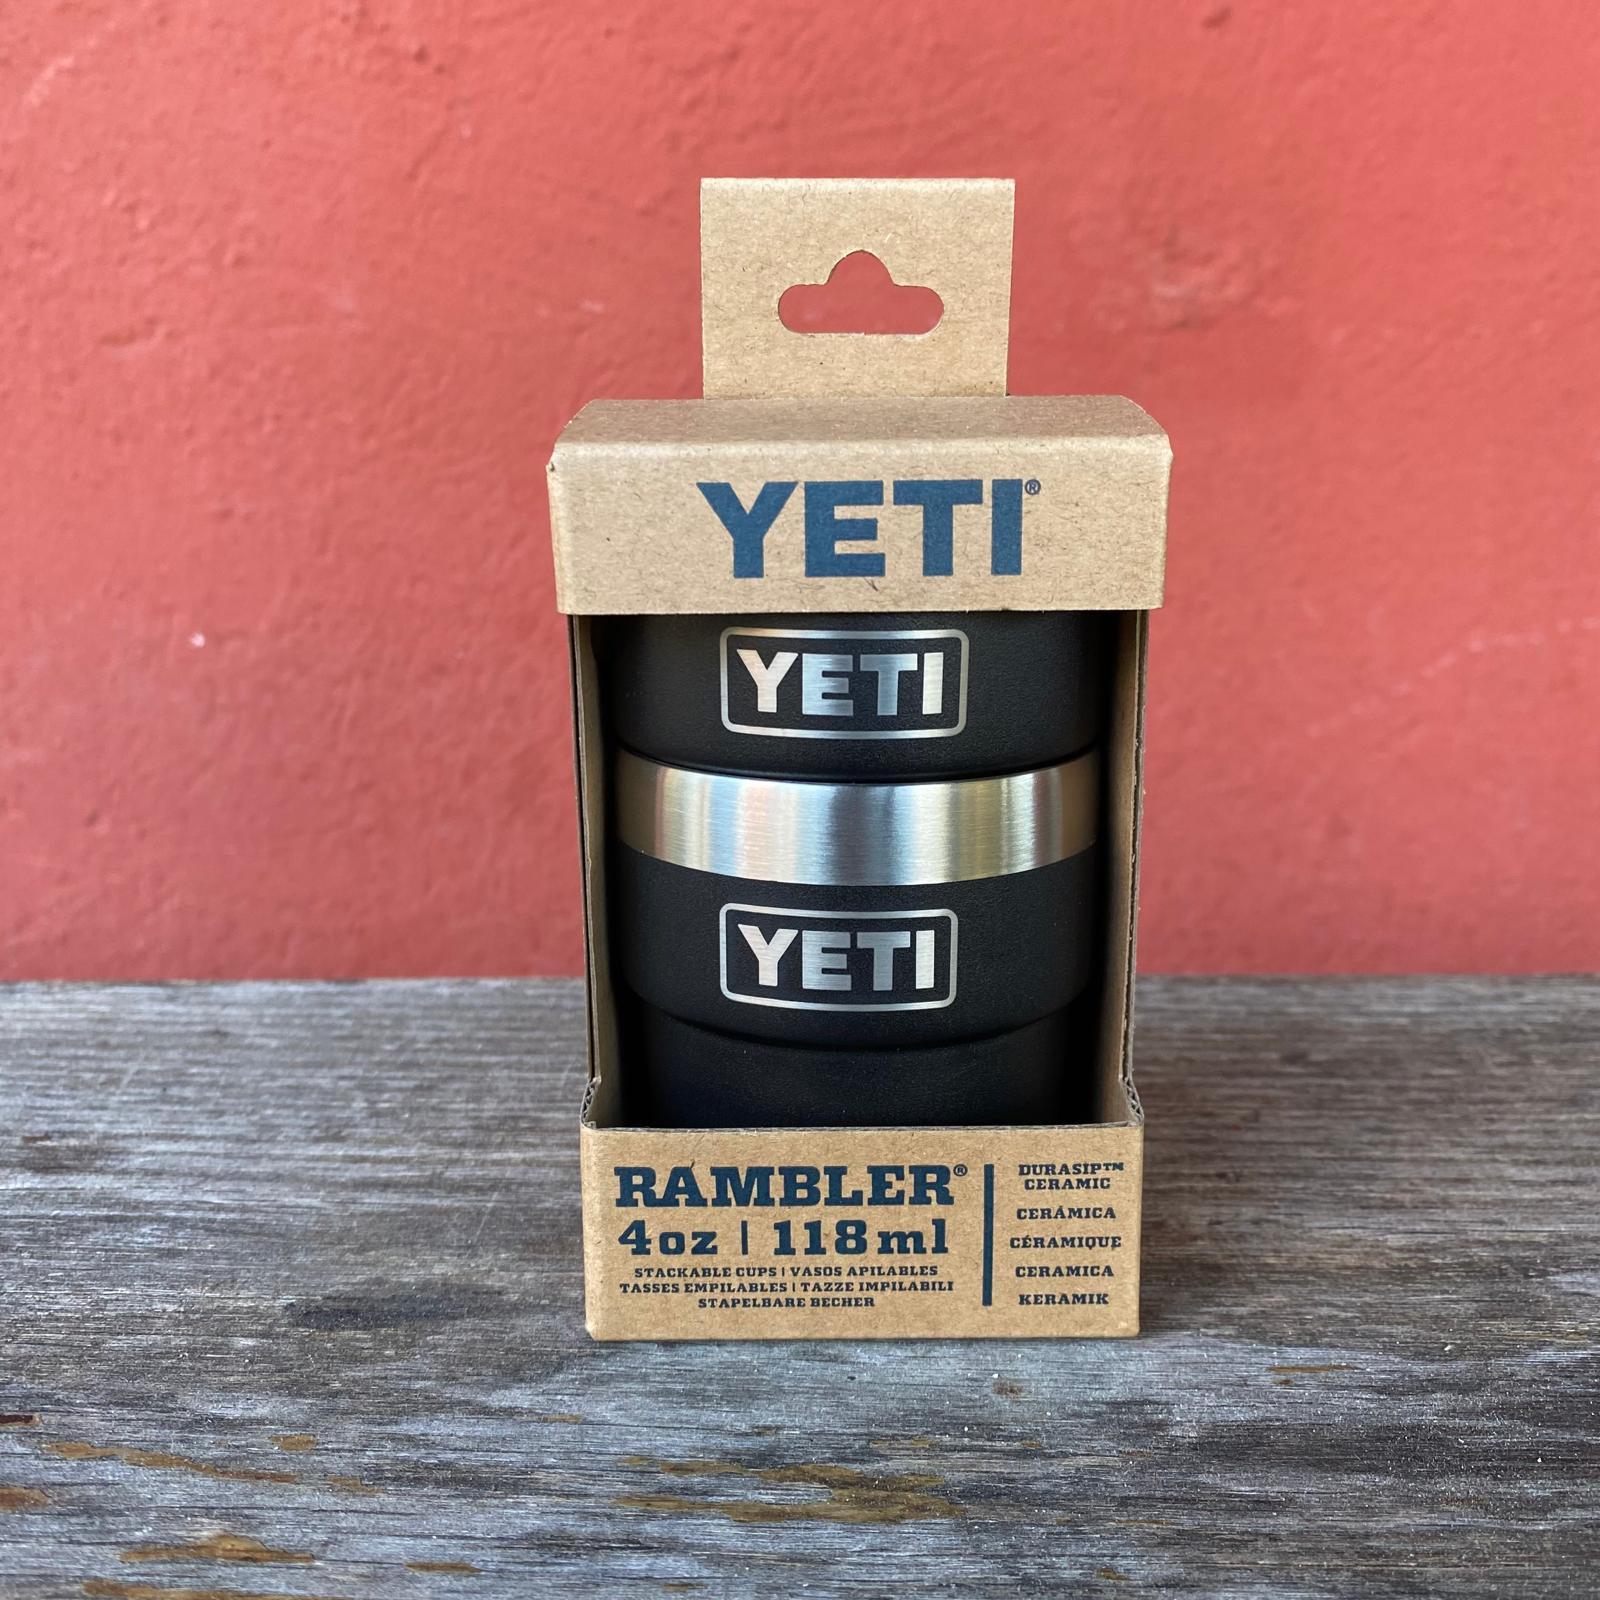 YETI®
YETI
YETI
RAMBLER®
4oz | 118ml
STACKABLE CUPS | VASOS APILABLES
TASSES EMPILABLES | TAZZE IMPILABILI
STAPELBARE BECHER
DURASIP™
CERAMIC
CERÁMICA
CÉRAMIQUE
CERAMICA
KERAMIK